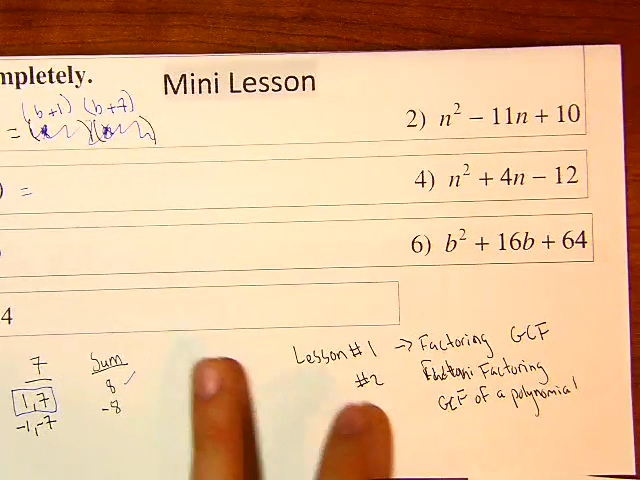 mpletely.
Mini Lesson
(b+1) (b+7)
= ( )( )
2) n² − 11n + 10
) =
4) n² + 4n − 12
6) b² + 16b + 64
4
7 Sum
1,7 8 ✓
-1,-7 -8
Lesson #1 → Factoring GCF
#2 Factoring
GCF of a polynomial